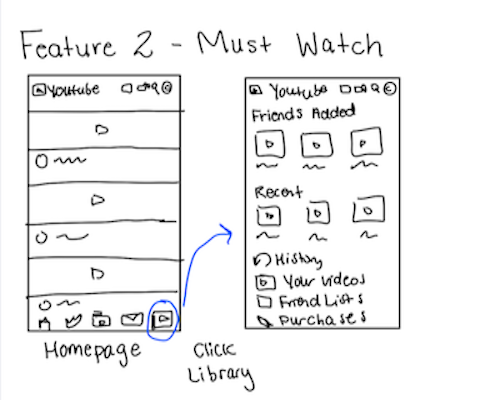 Feature 2 - Must Watch
Youtube
Homepage
Click
Library
Youtube
Friends Added
Recent
History
Your videos
Friend Lists
Purchases